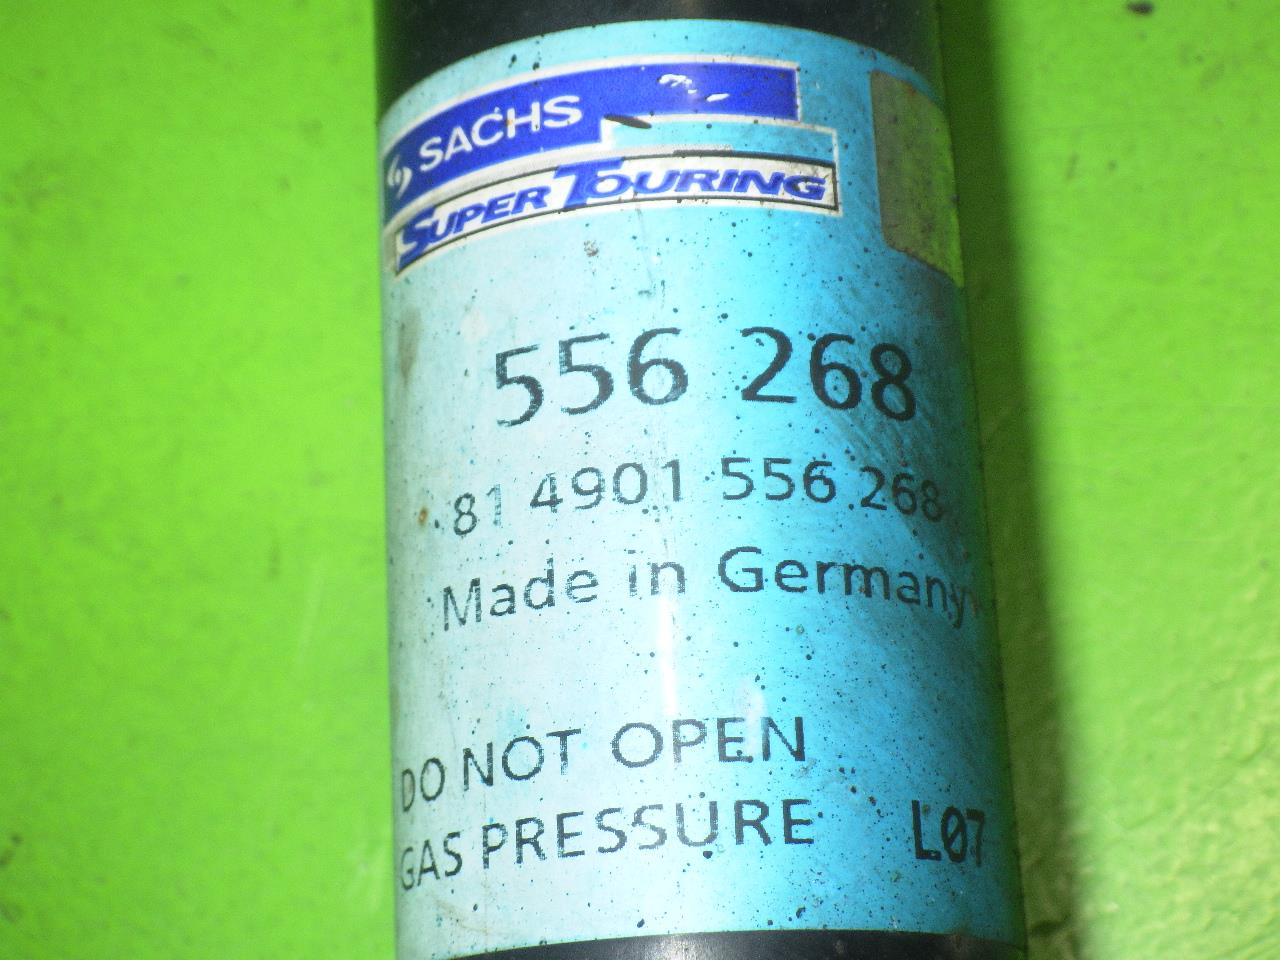 SACHS
SUPER TOURING
556 268
81 4901 556 268
Made in Germany
DO NOT OPEN
GAS PRESSURE L07